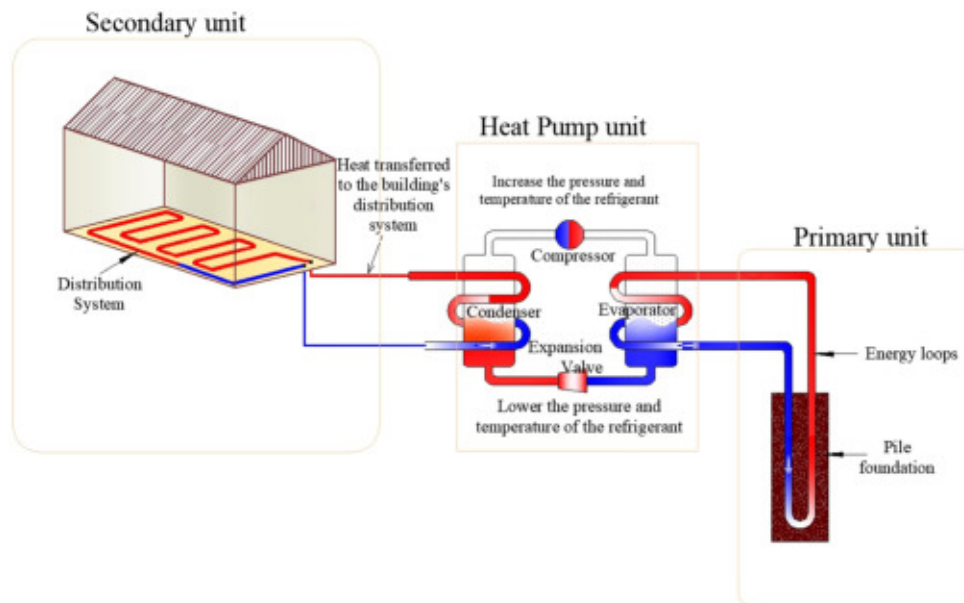 Secondary unit
Heat Pump unit
Primary unit
Heat transferred
to the building's
distribution
system
Distribution
System
Increase the pressure and
temperature of the refrigerant
Compressor
Condenser
Evaporator
Expansion
Valve
Lower the pressure and
temperature of the refrigerant
Energy loops
Pile
foundation